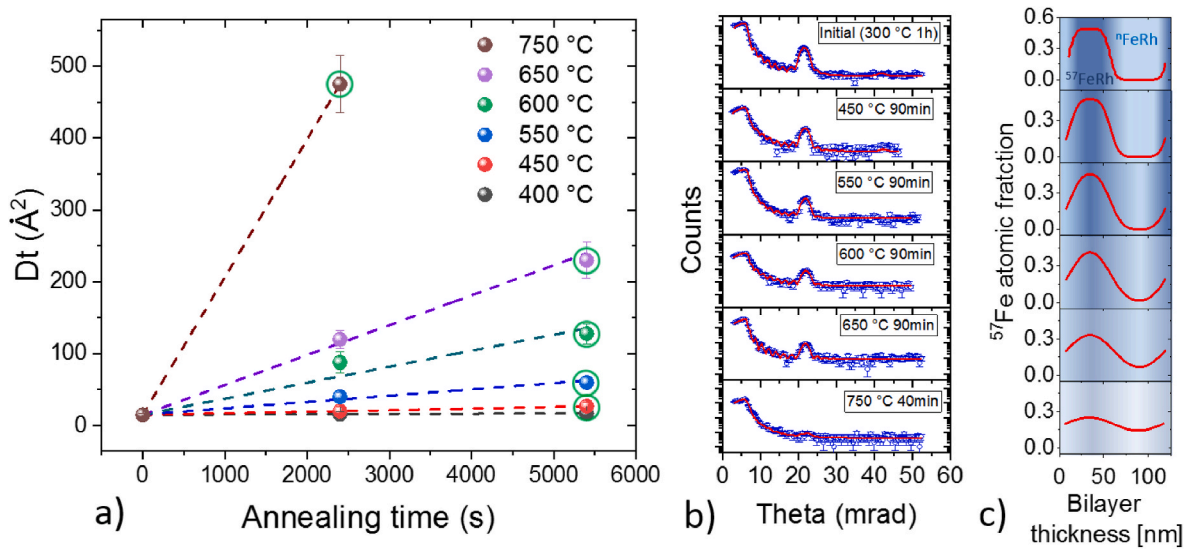 750 °C
650 °C
600 °C
550 °C
450 °C
400 °C
500
400
300
200
100
0
Dt (Å²)
0 1000 2000 3000 4000 5000 6000
Annealing time (s)
a)
Initial (300 °C 1h)
450 °C 90min
550 °C 90min
600 °C 90min
650 °C 90min
750 °C 40min
Counts
0 10 20 30 40 50 60
Theta (mrad)
b)
0.6
0.3
0.0
ⁿFeRh
⁵⁷FeRh
0.3
0.0
0.3
0.0
0.3
0.0
0.3
0.0
0.3
0.0
⁵⁷Fe atomic fratction
0 50 100
Bilayer
thickness [nm]
c)